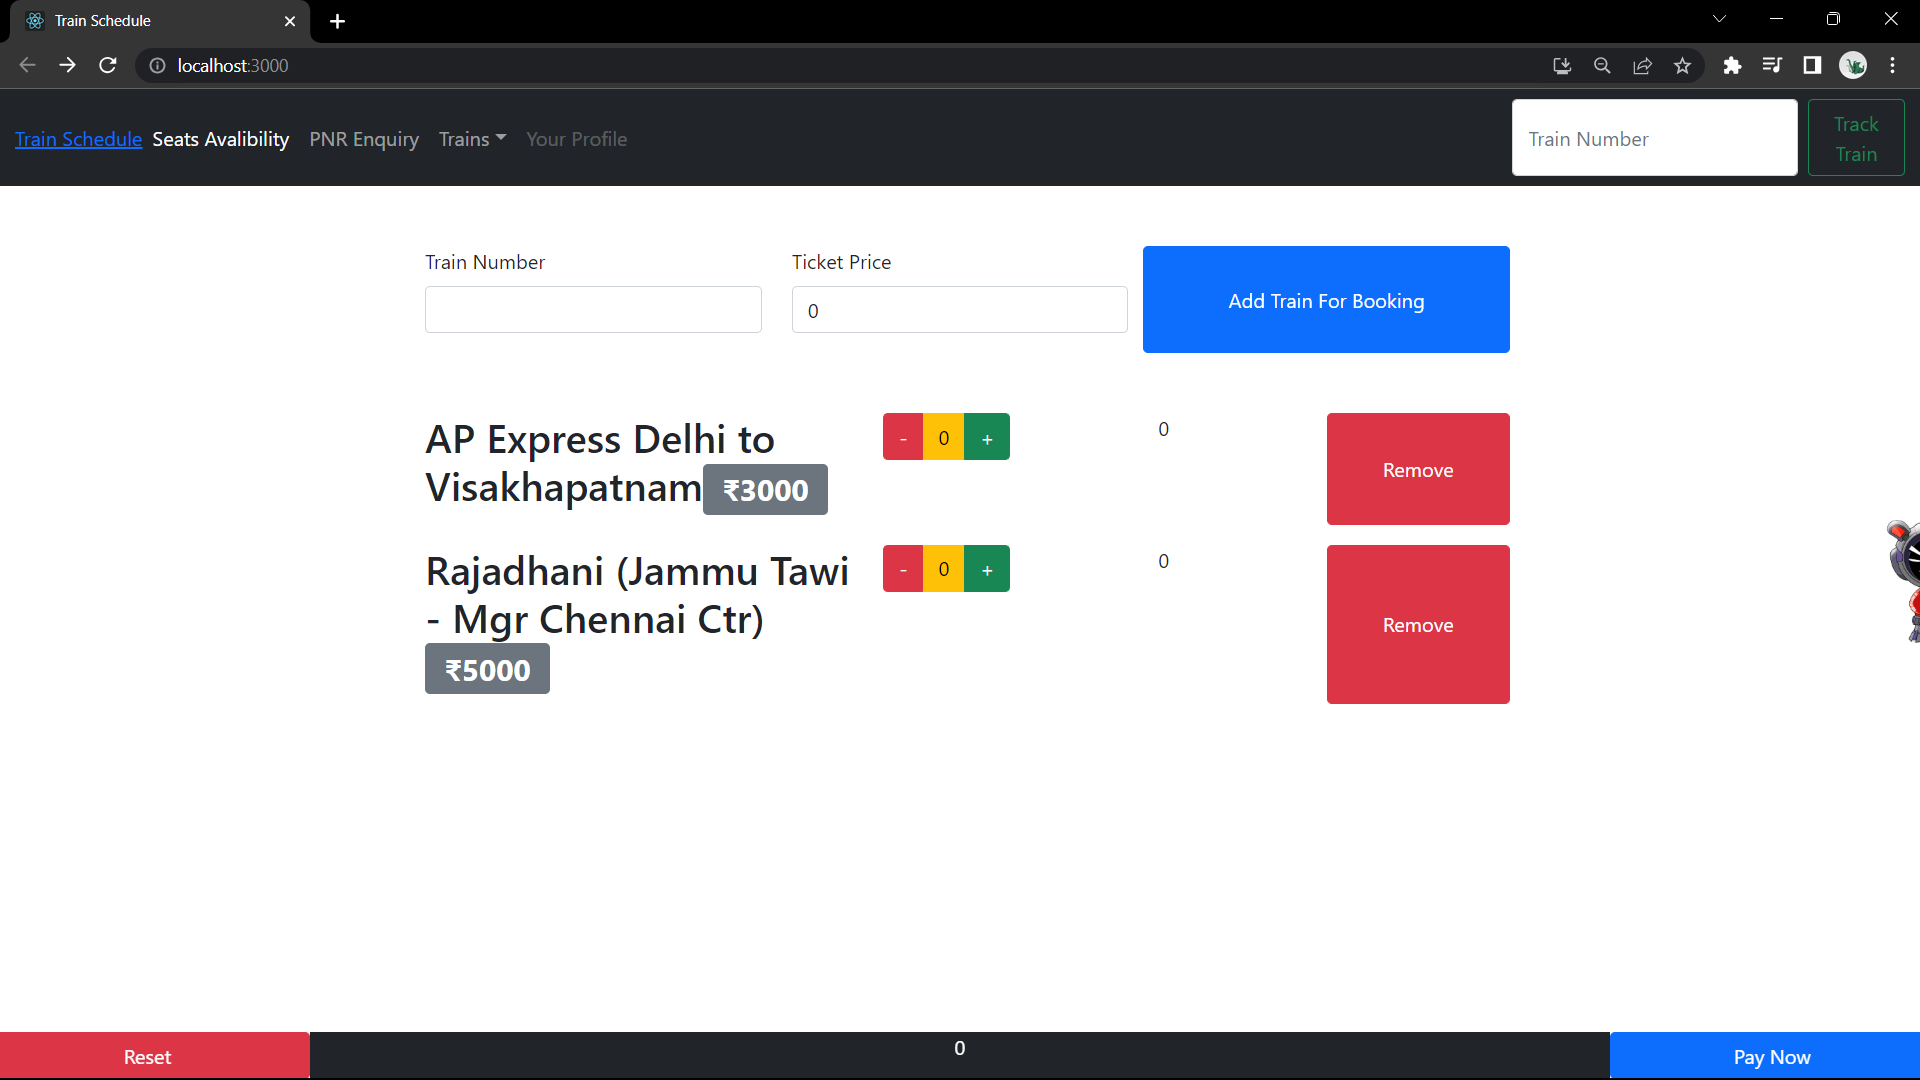 Train Schedule
localhost:3000
Train Schedule Seats Avalibility PNR Enquiry Trains Your Profile
Train Number
Track
Train
Train Number
Ticket Price
0
Add Train For Booking
AP Express Delhi to
Visakhapatnam ₹3000
- 0 +
0
Remove
Rajadhani (Jammu Tawi
- Mgr Chennai Ctr)
₹5000
- 0 +
0
Remove
Reset
0
Pay Now